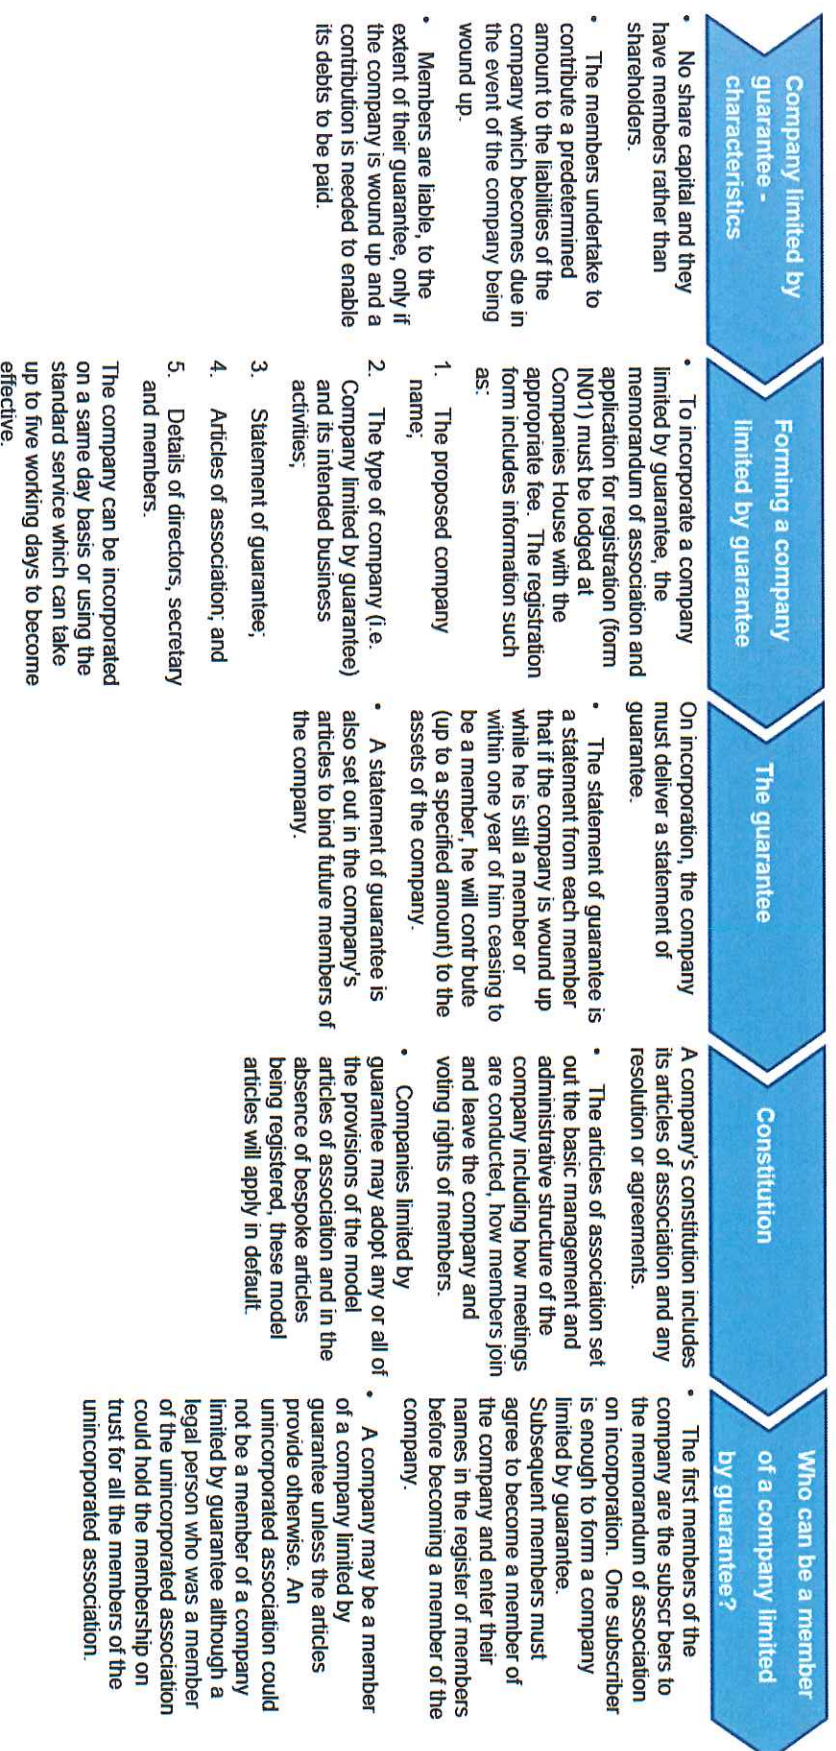 Company limited by
guarantee -
characteristics
• No share capital and they
have members rather than
shareholders.
• The members undertake to
contribute a predetermined
amount to the liabilities of the
company which becomes due in
the event of the company being
wound up.
• Members are liable, to the
extent of their guarantee, only if
the company is wound up and a
contribution is needed to enable
its debts to be paid.
Forming a company
limited by guarantee
• To incorporate a company
limited by guarantee, the
memorandum of association and
application for registration (form
IN01) must be lodged at
Companies House with the
appropriate fee. The registration
form includes information such
as:
1. The proposed company
name;
2. The type of company (i.e.
Company limited by guarantee)
and its intended business
activities;
3. Statement of guarantee;
4. Articles of association; and
5. Details of directors, secretary
and members.
The company can be incorporated
on a same day basis or using the
standard service which can take
up to five working days to become
effective.
The guarantee
On incorporation, the company
must deliver a statement of
guarantee.
• The statement of guarantee is
a statement from each member
that if the company is wound up
while he is still a member or
within one year of him ceasing to
be a member, he will contr bute
(up to a specified amount) to the
assets of the company.
• A statement of guarantee is
also set out in the company's
articles to bind future members of
the company.
Constitution
A company's constitution includes
its articles of association and any
resolution or agreements.
• The articles of association set
out the basic management and
administrative structure of the
company including how meetings
are conducted, how members join
and leave the company and
voting rights of members.
• Companies limited by
guarantee may adopt any or all of
the provisions of the model
articles of association and in the
absence of bespoke articles
being registered, these model
articles will apply in default.
Who can be a member
of a company limited
by guarantee?
• The first members of the
company are the subscr bers to
the memorandum of association
on incorporation. One subscriber
is enough to form a company
limited by guarantee.
Subsequent members must
agree to become a member of
the company and enter their
names in the register of members
before becoming a member of the
company.
• A company may be a member
of a company limited by
guarantee unless the articles
provide otherwise. An
unincorporated association could
not be a member of a company
limited by guarantee although a
legal person who was a member
of the unincorporated association
could hold the membership on
trust for all the members of the
unincorporated association.